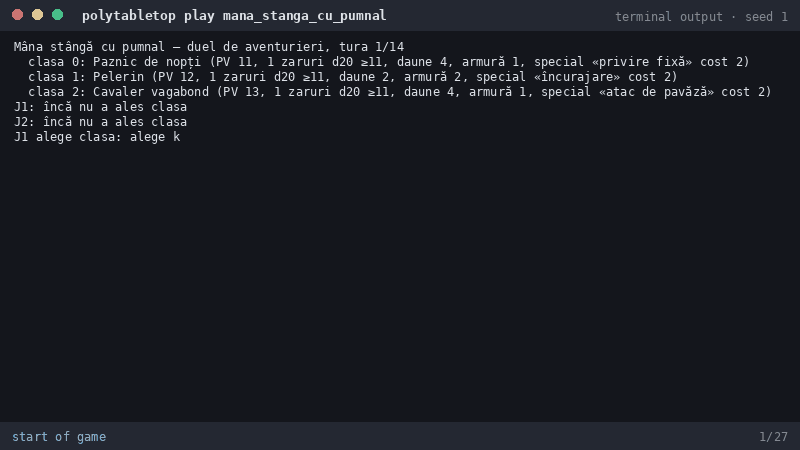 polytabletop play mana_stanga_cu_pumnal
terminal output · seed 1
Mâna stângă cu pumnal — duel de aventurieri, tura 1/14
clasa 0: Paznic de nopți (PV 11, 1 zaruri d20 ≥11, daune 4, armură 1, special «privire fixă» cost 2)
clasa 1: Pelerin (PV 12, 1 zaruri d20 ≥11, daune 2, armură 2, special «încurajare» cost 2)
clasa 2: Cavaler vagabond (PV 13, 1 zaruri d20 ≥11, daune 4, armură 1, special «atac de pavăză» cost 2)
J1: încă nu a ales clasa
J2: încă nu a ales clasa
J1 alege clasa: alege k
start of game
1/27